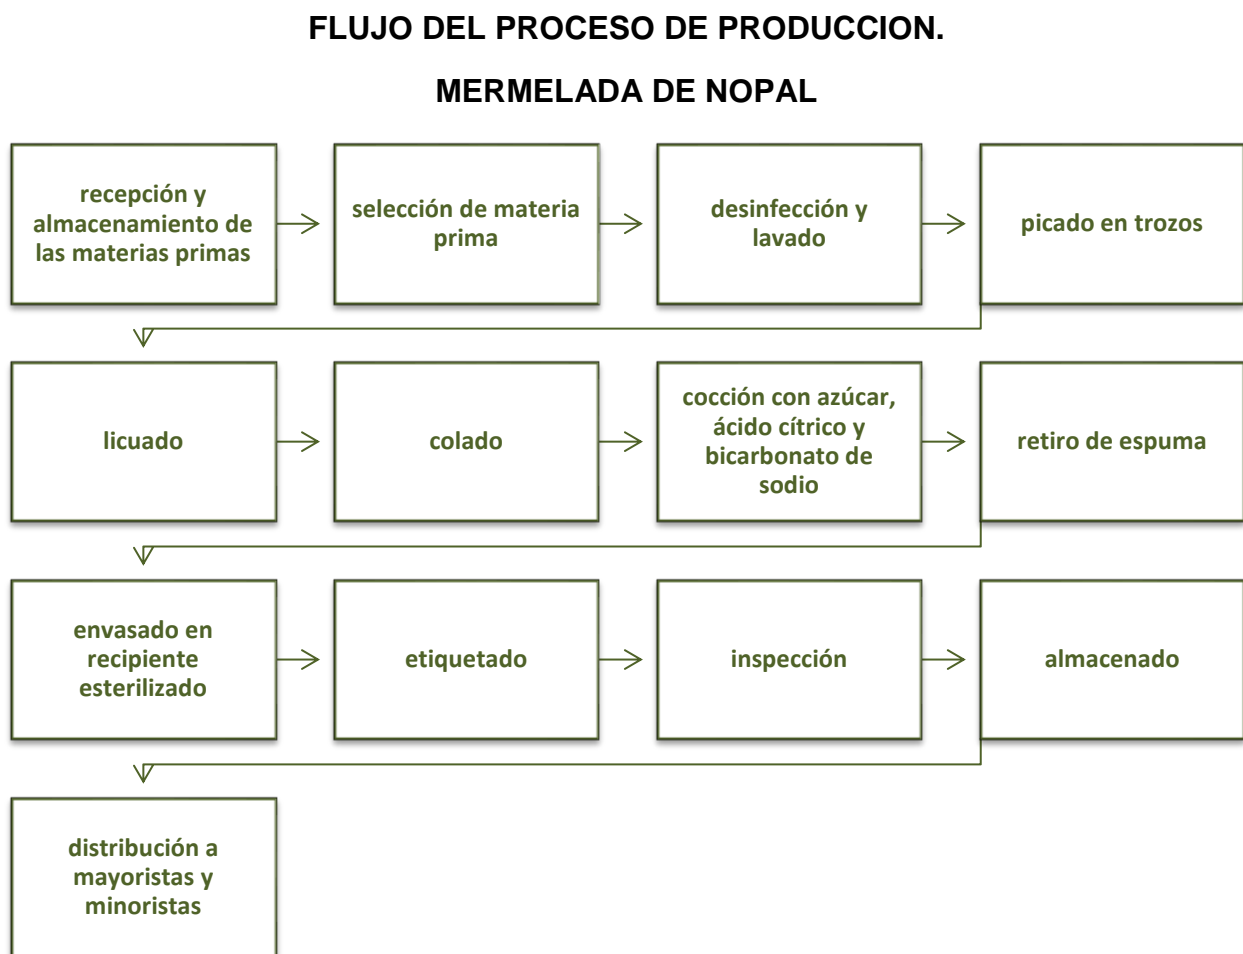 FLUJO DEL PROCESO DE PRODUCCION.
MERMELADA DE NOPAL
recepción y
almacenamiento de
las materias primas
selección de materia
prima
desinfección y
lavado
picado en trozos
licuado
colado
cocción con azúcar,
ácido cítrico y
bicarbonato de
sodio
retiro de espuma
envasado en
recipiente
esterilizado
etiquetado
inspección
almacenado
distribución a
mayoristas y
minoristas